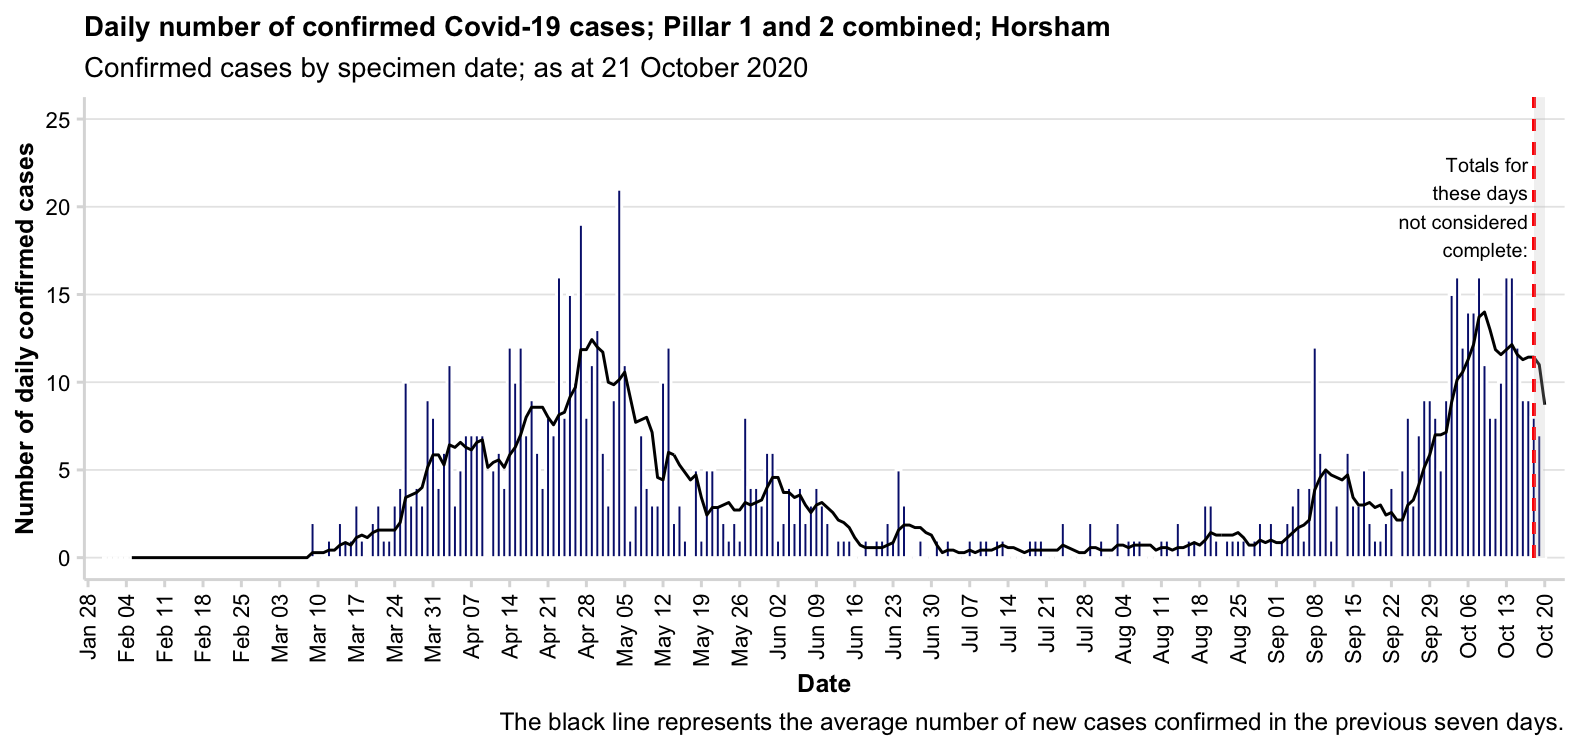 Daily number of confirmed Covid-19 cases; Pillar 1 and 2 combined; Horsham
Confirmed cases by specimen date; as at 21 October 2020
Number of daily confirmed cases
25
20
15
10
5
0
Totals for
these days
not considered
complete:
Jan 28
Feb 04
Feb 11
Feb 18
Feb 25
Mar 03
Mar 10
Mar 17
Mar 24
Mar 31
Apr 07
Apr 14
Apr 21
Apr 28
May 05
May 12
May 19
May 26
Jun 02
Jun 09
Jun 16
Jun 23
Jun 30
Jul 07
Jul 14
Jul 21
Jul 28
Aug 04
Aug 11
Aug 18
Aug 25
Sep 01
Sep 08
Sep 15
Sep 22
Sep 29
Oct 06
Oct 13
Oct 20
Date
The black line represents the average number of new cases confirmed in the previous seven days.